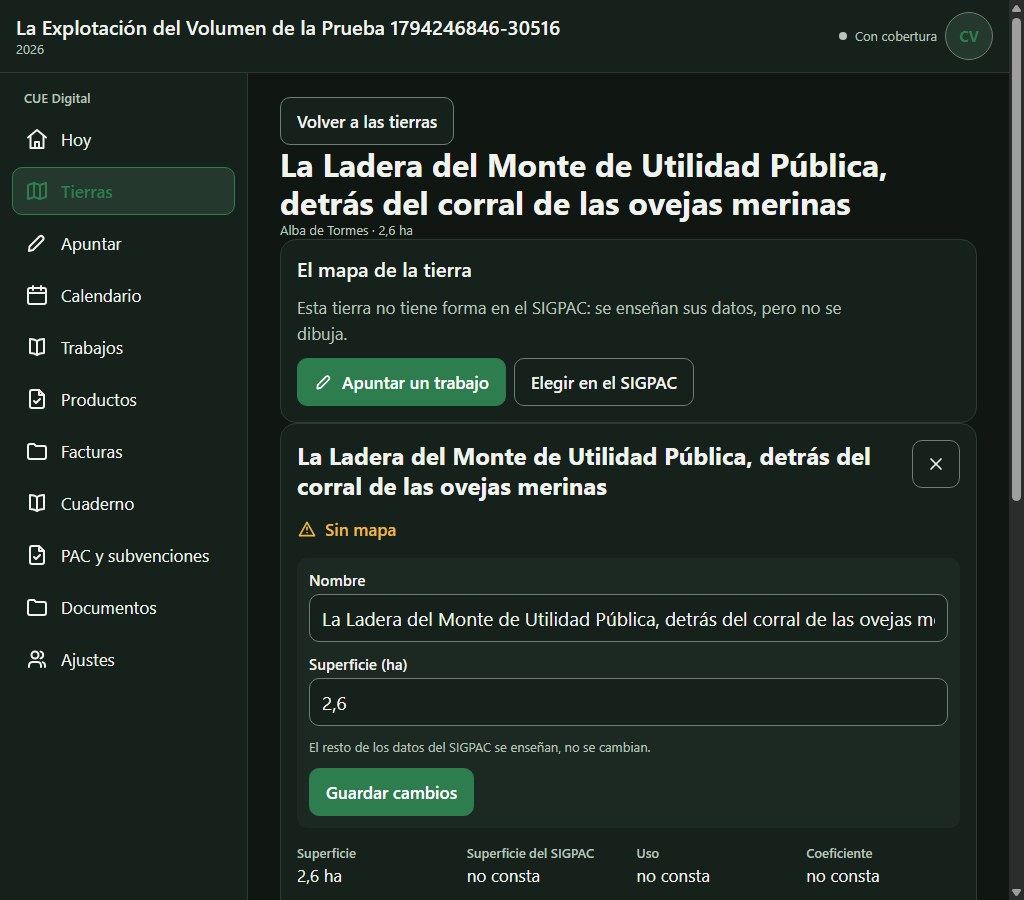 La Explotación del Volumen de la Prueba 1794246846-30516
2026
Con cobertura
CV
CUE Digital
Hoy
Tierras
Apuntar
Calendario
Trabajos
Productos
Facturas
Cuaderno
PAC y subvenciones
Documentos
Ajustes
Volver a las tierras
La Ladera del Monte de Utilidad Pública,
detrás del corral de las ovejas merinas
Alba de Tormes · 2,6 ha
El mapa de la tierra
Esta tierra no tiene forma en el SIGPAC: se enseñan sus datos, pero no se
dibuja.
Apuntar un trabajo
Elegir en el SIGPAC
La Ladera del Monte de Utilidad Pública, detrás del
corral de las ovejas merinas
Sin mapa
Nombre
La Ladera del Monte de Utilidad Pública, detrás del corral de las ovejas m
Superficie (ha)
2,6
El resto de los datos del SIGPAC se enseñan, no se cambian.
Guardar cambios
Superficie
Superficie del SIGPAC
Uso
Coeficiente
2,6 ha
no consta
no consta
no consta